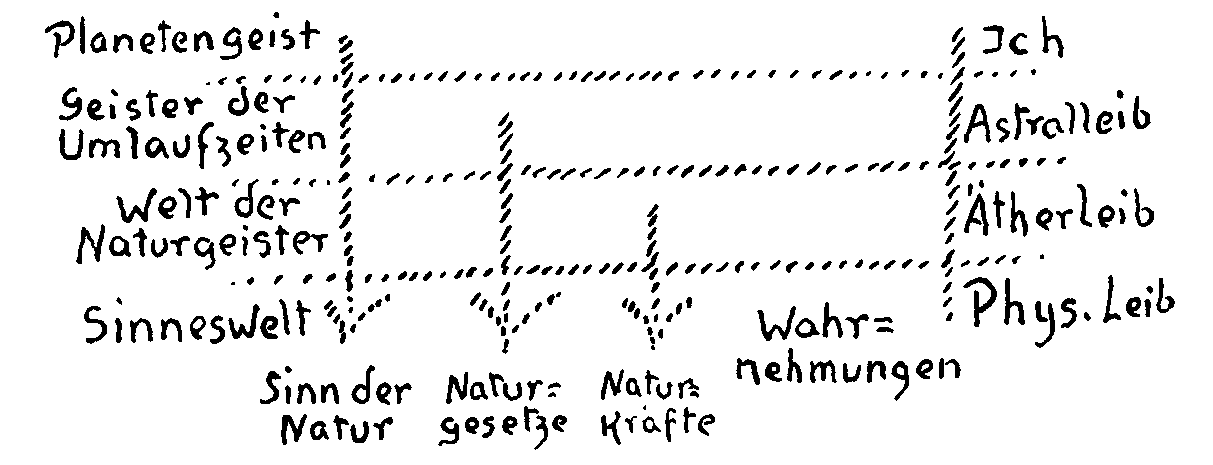 Planetengeist
Ich
Geister der
Umlaufzeiten
Astralleib
Welt der
Naturgeister
Ätherleib
Sinneswelt
Phys. Leib
Sinn der
Natur
Natur=
gesetze
Natur=
kräfte
Wahr=
nehmungen